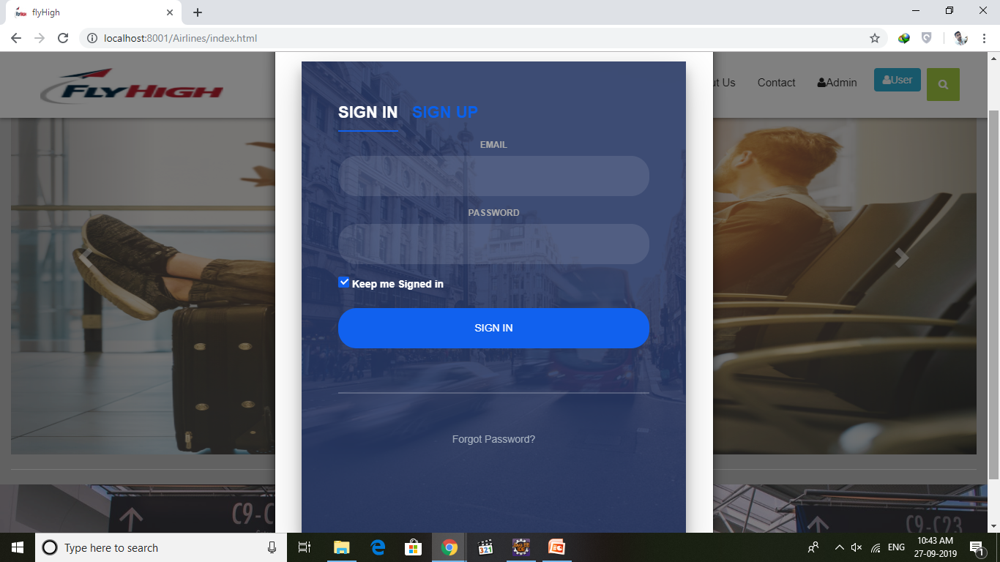 flyHigh
localhost:8001/Airlines/index.html
FLYHIGH
ut Us
Contact
Admin
User
SIGN IN
SIGN UP
EMAIL
PASSWORD
Keep me Signed in
SIGN IN
Forgot Password?
C9-C
C9-C23
Type here to search
321
ENG
10:43 AM
27-09-2019
1